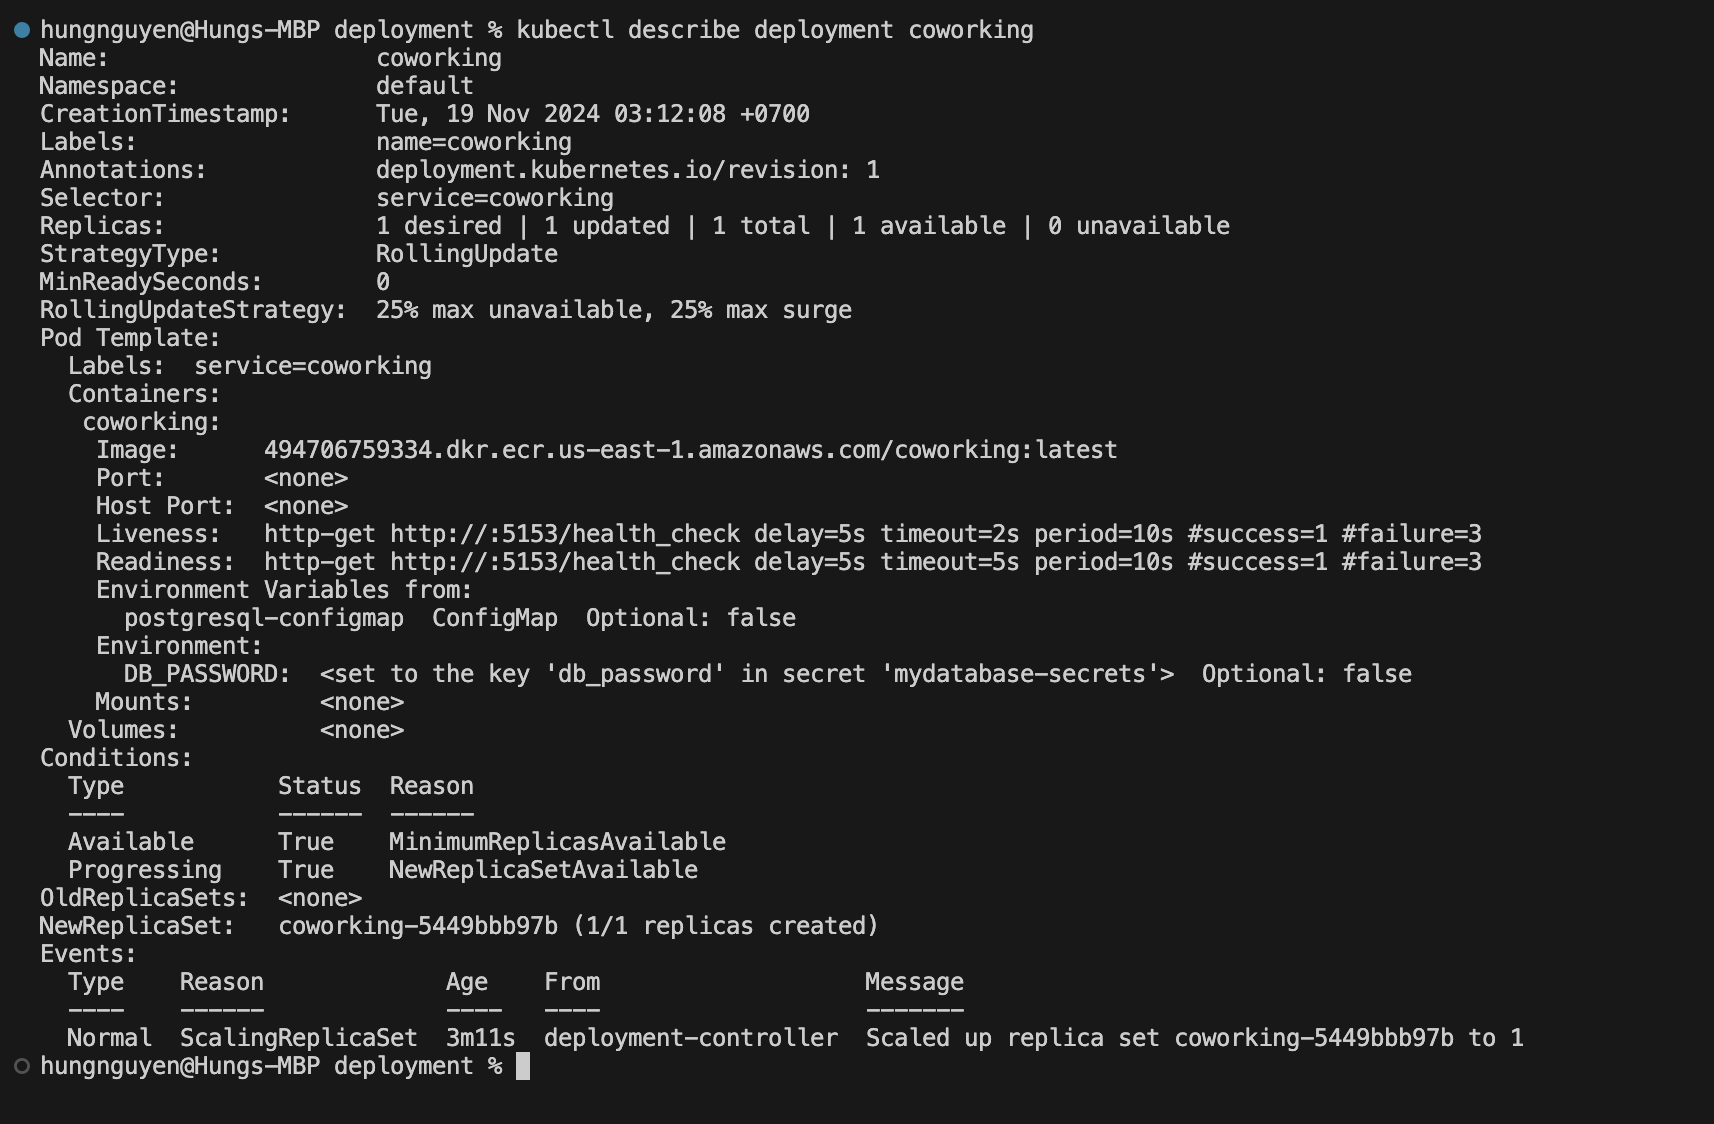 hungnguyen@Hungs-MBP deployment % kubectl describe deployment coworking
Name:                   coworking
Namespace:              default
CreationTimestamp:      Tue, 19 Nov 2024 03:12:08 +0700
Labels:                 name=coworking
Annotations:            deployment.kubernetes.io/revision: 1
Selector:               service=coworking
Replicas:               1 desired | 1 updated | 1 total | 1 available | 0 unavailable
StrategyType:           RollingUpdate
MinReadySeconds:        0
RollingUpdateStrategy:  25% max unavailable, 25% max surge
Pod Template:
  Labels:  service=coworking
  Containers:
   coworking:
    Image:      494706759334.dkr.ecr.us-east-1.amazonaws.com/coworking:latest
    Port:       <none>
    Host Port:  <none>
    Liveness:   http-get http://:5153/health_check delay=5s timeout=2s period=10s #success=1 #failure=3
    Readiness:  http-get http://:5153/health_check delay=5s timeout=5s period=10s #success=1 #failure=3
    Environment Variables from:
      postgresql-configmap  ConfigMap  Optional: false
    Environment:
      DB_PASSWORD:  <set to the key 'db_password' in secret 'mydatabase-secrets'>  Optional: false
    Mounts:         <none>
  Volumes:          <none>
Conditions:
  Type           Status  Reason
  ----           ------  ------
  Available      True    MinimumReplicasAvailable
  Progressing    True    NewReplicaSetAvailable
OldReplicaSets:  <none>
NewReplicaSet:   coworking-5449bbb97b (1/1 replicas created)
Events:
  Type    Reason             Age   From                   Message
  ----    ------             ----  ----                   -------
  Normal  ScalingReplicaSet  3m11s  deployment-controller  Scaled up replica set coworking-5449bbb97b to 1
hungnguyen@Hungs-MBP deployment %